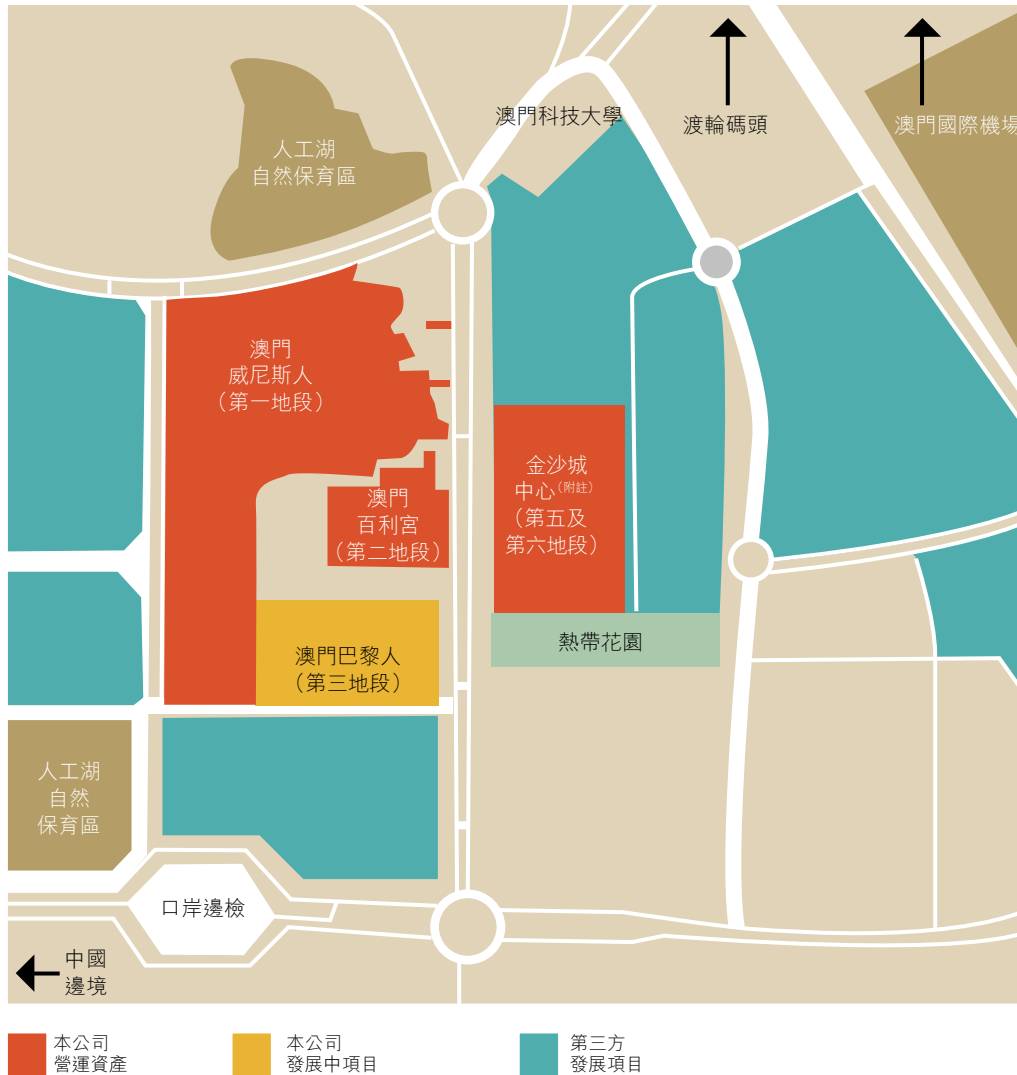 澳門科技大學
渡輪碼頭
澳門國際機場
人工湖
自然保育區
澳門
威尼斯人
（第一地段）
金沙城
中心（附註）
（第五及
第六地段）
澳門
百利宮
（第二地段）
熱帶花園
澳門巴黎人
（第三地段）
人工湖
自然
保育區
口岸邊檢
中國
邊境
本公司
營運資產
本公司
發展中項目
第三方
發展項目